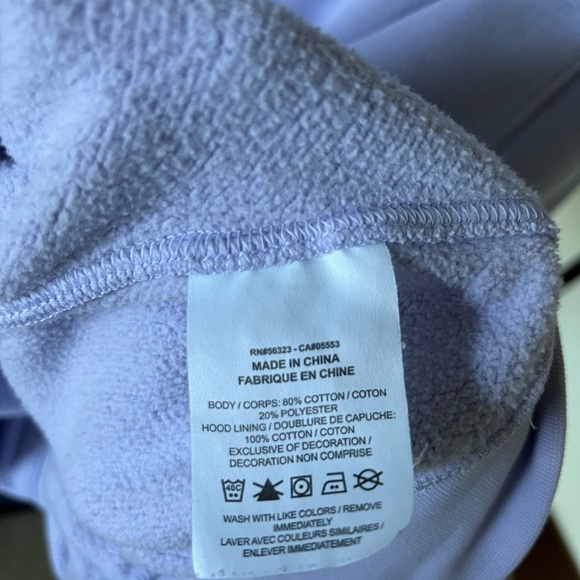 RN#56323 - CA#05553
MADE IN CHINA
FABRIQUE EN CHINE
BODY / CORPS: 80% COTTON / COTON
20% POLYESTER
HOOD LINING / DOUBLURE DE CAPUCHE:
100% COTTON / COTON
EXCLUSIVE OF DECORATION /
DECORATION NON COMPRISE
40C
WASH WITH LIKE COLORS / REMOVE
IMMEDIATELY
LAVER AVEC COULEURS SIMILAIRES /
ENLEVER IMMEDIATEMENT